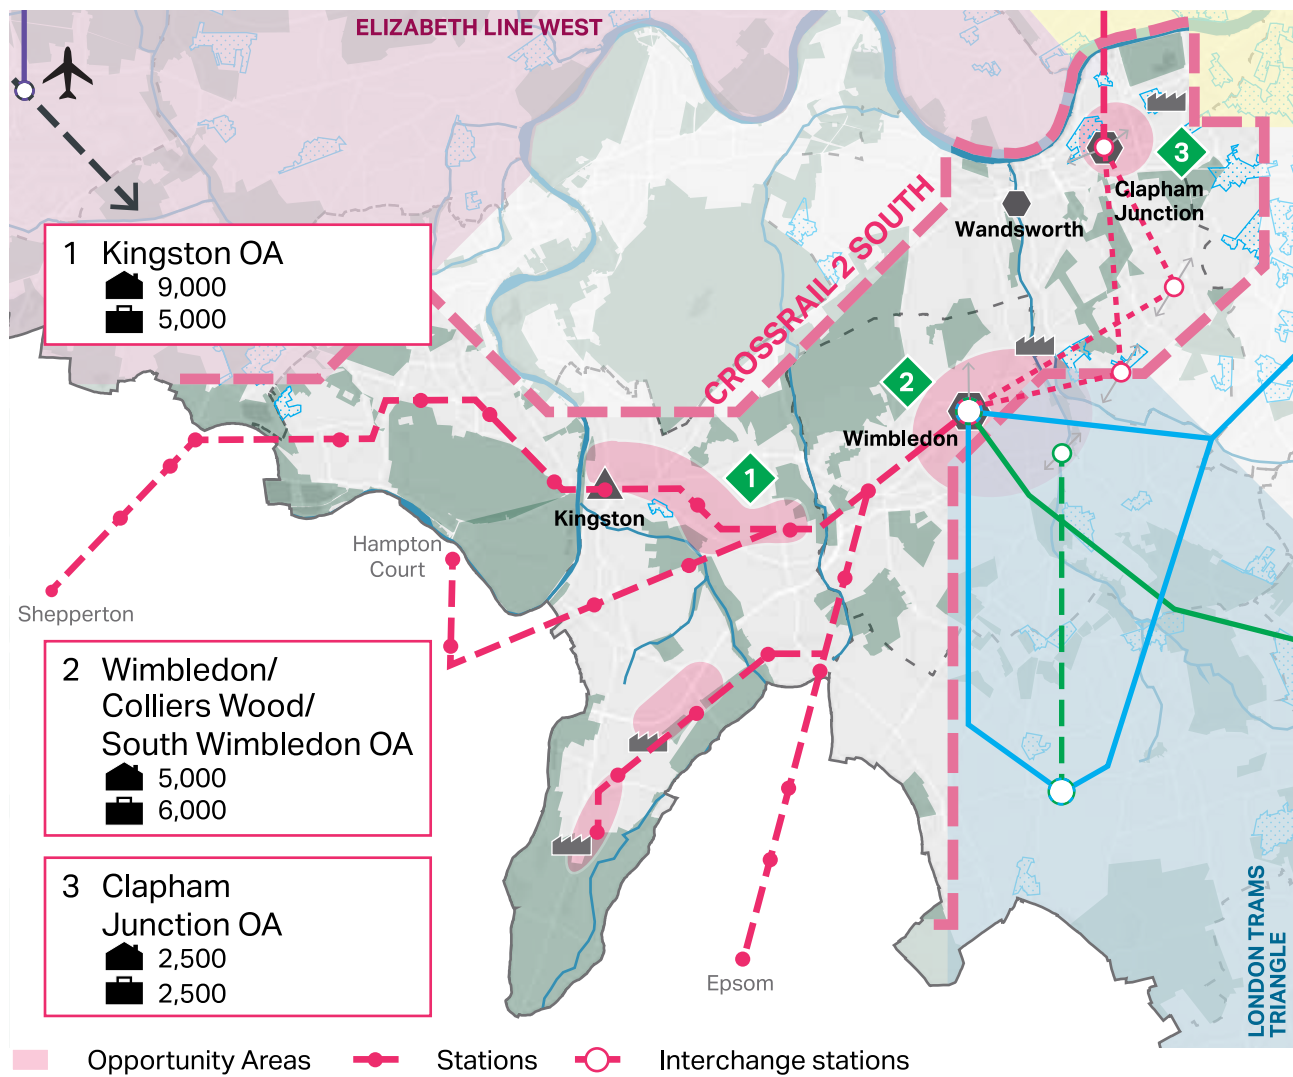 ELIZABETH LINE WEST
3
Clapham
Junction
Wandsworth
CROSSRAIL 2 SOUTH
1 Kingston OA
9,000
5,000
2
Wimbledon
1
Kingston
Hampton
Court
Shepperton
2 Wimbledon/
Colliers Wood/
South Wimbledon OA
5,000
6,000
3 Clapham
Junction OA
2,500
2,500
Epsom
LONDON TRAMS
TRIANGLE
Opportunity Areas
Stations
Interchange stations